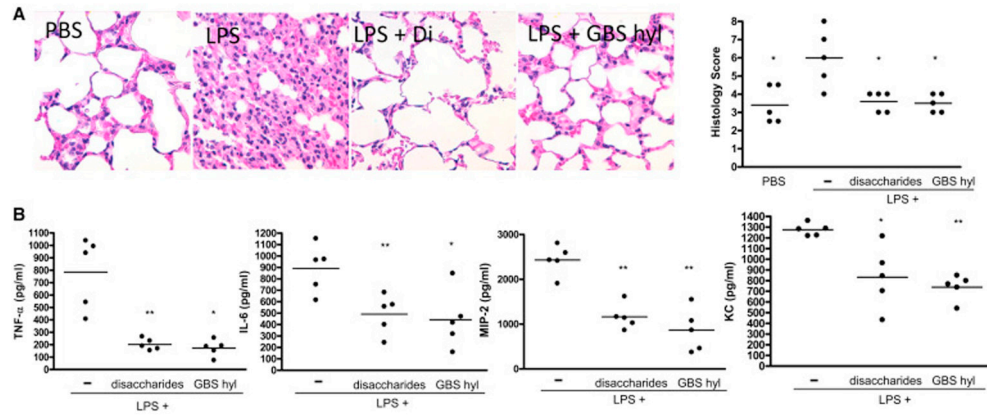 A
PBS
LPS
LPS + Di
LPS + GBS hyl
Histology Score
8
7
6
5
4
3
2
1
0
*
*
*
PBS
–
disaccharides
GBS hyl
LPS +
B
TNF-α (pg/ml)
1100
1000
900
800
700
600
500
400
300
200
100
0
**
*
–
disaccharides
GBS hyl
LPS +
IL-6 (pg/ml)
1200
1100
1000
900
800
700
600
500
400
300
200
100
0
**
*
–
disaccharides
GBS hyl
LPS +
MIP-2 (pg/ml)
3000
2000
1000
0
**
**
–
disaccharides
GBS hyl
LPS +
KC (pg/ml)
1400
1300
1200
1100
1000
900
800
700
600
500
400
300
200
100
0
*
**
–
disaccharides
GBS hyl
LPS +